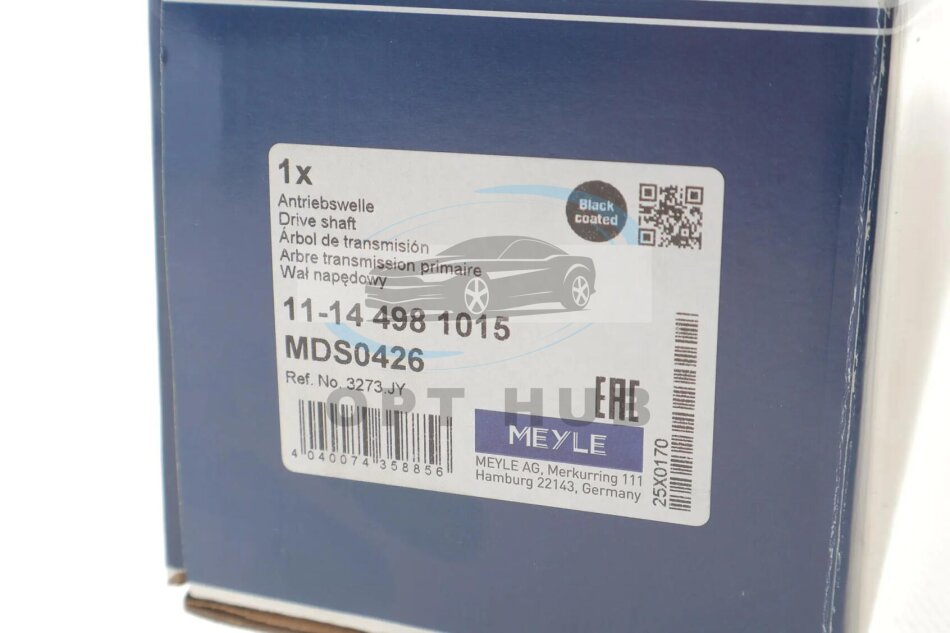 1x
Antriebswelle
Drive shaft
Árbol de transmisión
Arbre transmission primaire
Wał napędowy
Black
coated
11-14 498 1015
MDS0426
Ref. No. 3273.JY
OPT HUB
EAC
MEYLE
4 040074 358856
MEYLE AG, Merkurring 111
Hamburg 22143, Germany
25X0170